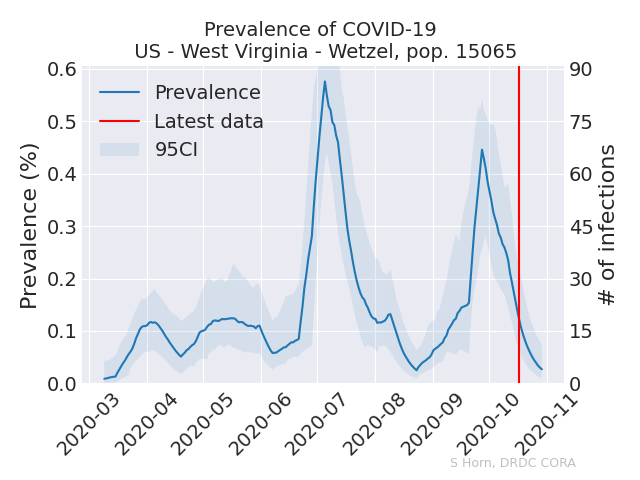 Prevalence of COVID-19
US - West Virginia - Wetzel, pop. 15065
Prevalence
Latest data
95CI
Prevalence (%)
0.6
0.5
0.4
0.3
0.2
0.1
0.0
90
75
60
45
30
15
0
# of infections
2020-03
2020-04
2020-05
2020-06
2020-07
2020-08
2020-09
2020-10
2020-11
S Horn, DRDC CORA